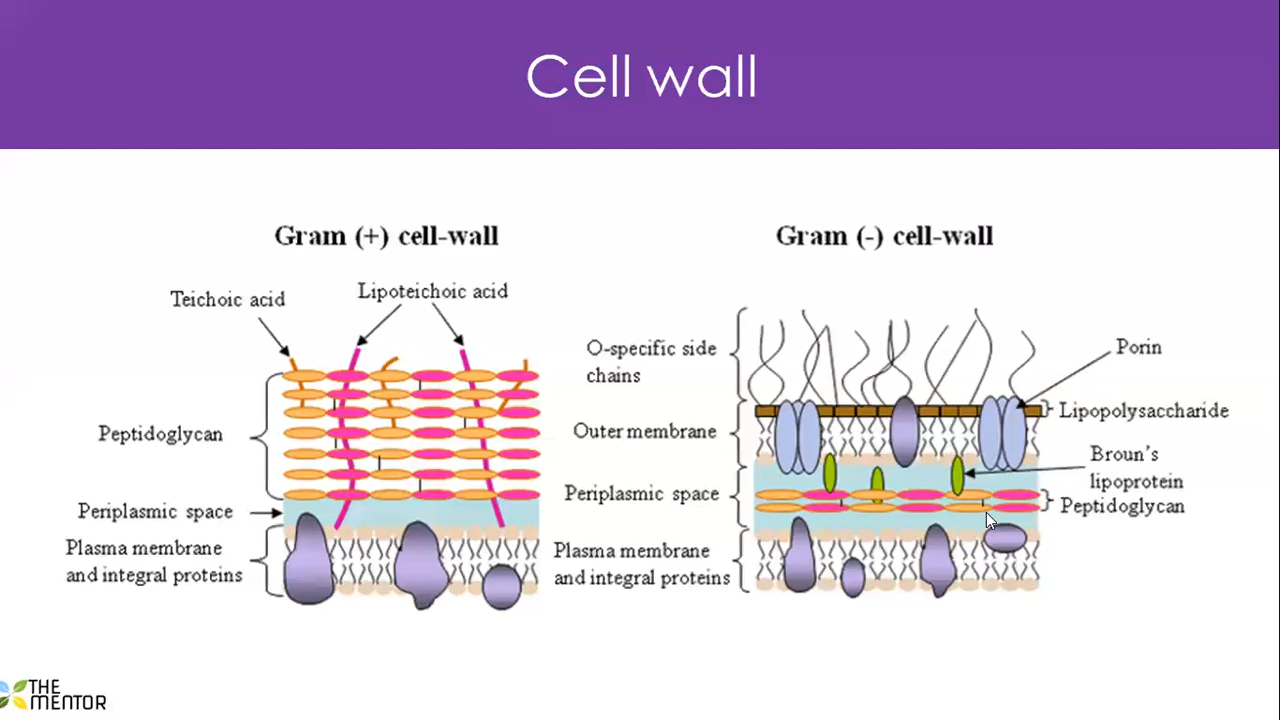 Cell wall
Gram (+) cell-wall
Teichoic acid
Lipoteichoic acid
Peptidoglycan
Periplasmic space
Plasma membrane
and integral proteins
Gram (-) cell-wall
O-specific side
chains
Outer membrane
Periplasmic space
Plasma membrane
and integral proteins
Porin
Lipopolysaccharide
Broun's
lipoprotein
Peptidoglycan
THE
MENTOR